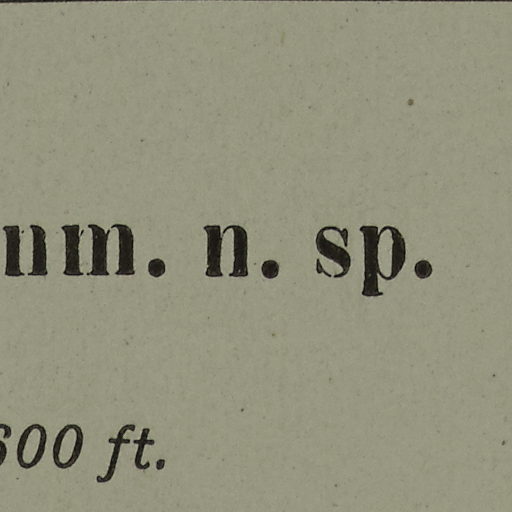 nm. n. sp.
600 ft.